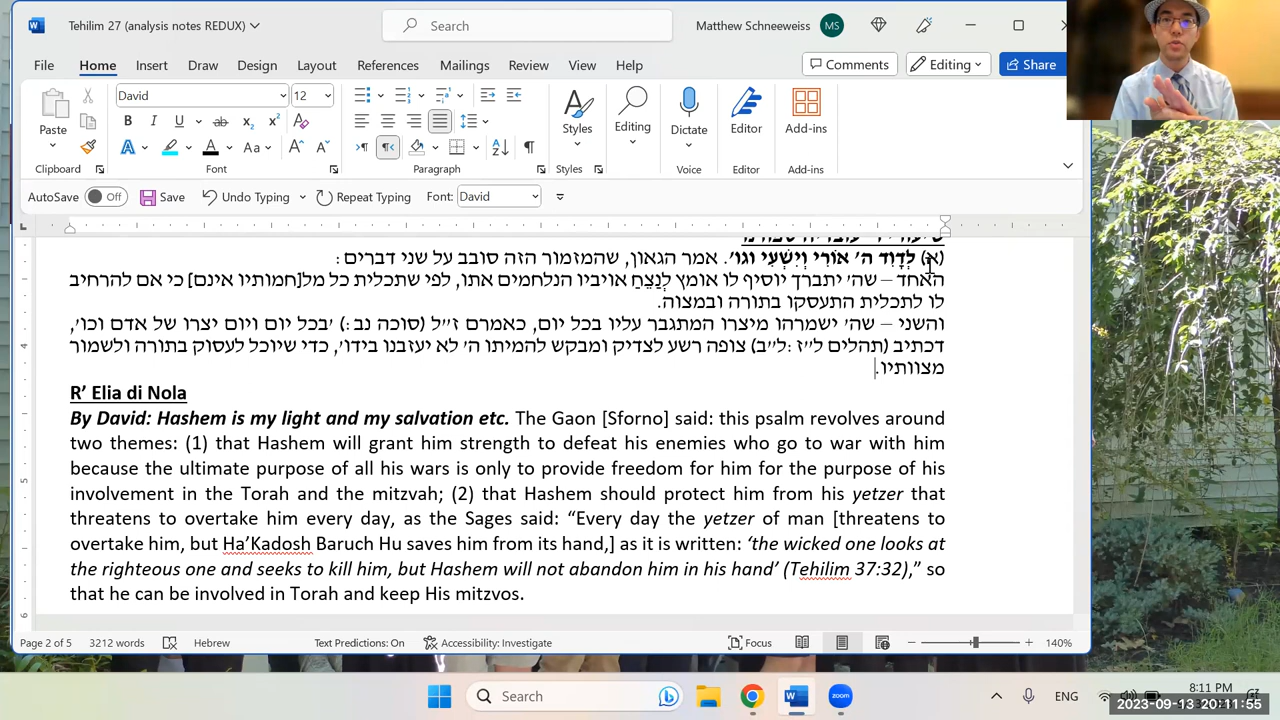 Tehilim 27 (analysis notes REDUX)
Search
Matthew Schneeweiss
MS
File Home Insert Draw Design Layout References Mailings Review View Help
Comments
Editing
Share
Paste
David
12
Styles
Editing
Dictate
Editor
Add-ins
Clipboard
Font
Paragraph
Styles
Voice
Editor
Add-ins
AutoSave Off Save Undo Typing Repeat Typing Font: David
(א) לְדָוִד ה' אוֹרִי וְיִשְׁעִי וגו'. אמר הגאון, שהמזמור הזה סובב על שני דברים:
האחד – שה' יתברך יוסיף לו אומץ לְנַצֵּחַ אויביו הנלחמים אתו, לפי שתכלית כל מל[חמותיו אינם] כי אם להרחיב
לו לתכלית התעסקו בתורה ובמצוה.
והשני – שה' ישמרהו מיצרו המתגבר עליו בכל יום, כאמרם ז"ל (סוכה נב:) 'בכל יום ויום יצרו של אדם וכו',
דכתיב (תהלים ל"ז :ל"ב) צופה רשע לצדיק ומבקש להמיתו ה' לא יעזבנו בידו', כדי שיוכל לעסוק בתורה ולשמור
מצוותיו.
R' Elia di Nola
By David: Hashem is my light and my salvation etc. The Gaon [Sforno] said: this psalm revolves around
two themes: (1) that Hashem will grant him strength to defeat his enemies who go to war with him
because the ultimate purpose of all his wars is only to provide freedom for him for the purpose of his
involvement in the Torah and the mitzvah; (2) that Hashem should protect him from his yetzer that
threatens to overtake him every day, as the Sages said: "Every day the yetzer of man [threatens to
overtake him, but Ha'Kadosh Baruch Hu saves him from its hand,] as it is written: 'the wicked one looks at
the righteous one and seeks to kill him, but Hashem will not abandon him in his hand' (Tehilim 37:32)," so
that he can be involved in Torah and keep His mitzvos.
Page 2 of 5 3212 words Hebrew Text Predictions: On Accessibility: Investigate Focus 140%
Search
ENG
8:11 PM
2023-09-13 20:11:55